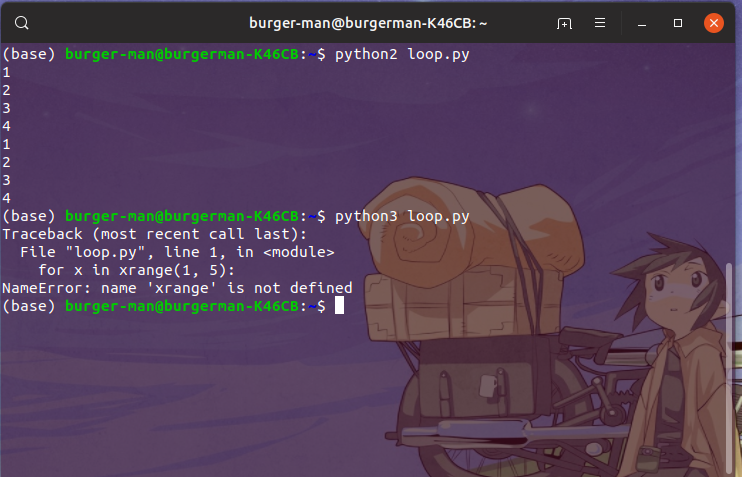 burger-man@burgerman-K46CB: ~
(base) burger-man@burgerman-K46CB:~$ python2 loop.py
1
2
3
4
1
2
3
4
(base) burger-man@burgerman-K46CB:~$ python3 loop.py
Traceback (most recent call last):
  File "loop.py", line 1, in <module>
    for x in xrange(1, 5):
NameError: name 'xrange' is not defined
(base) burger-man@burgerman-K46CB:~$